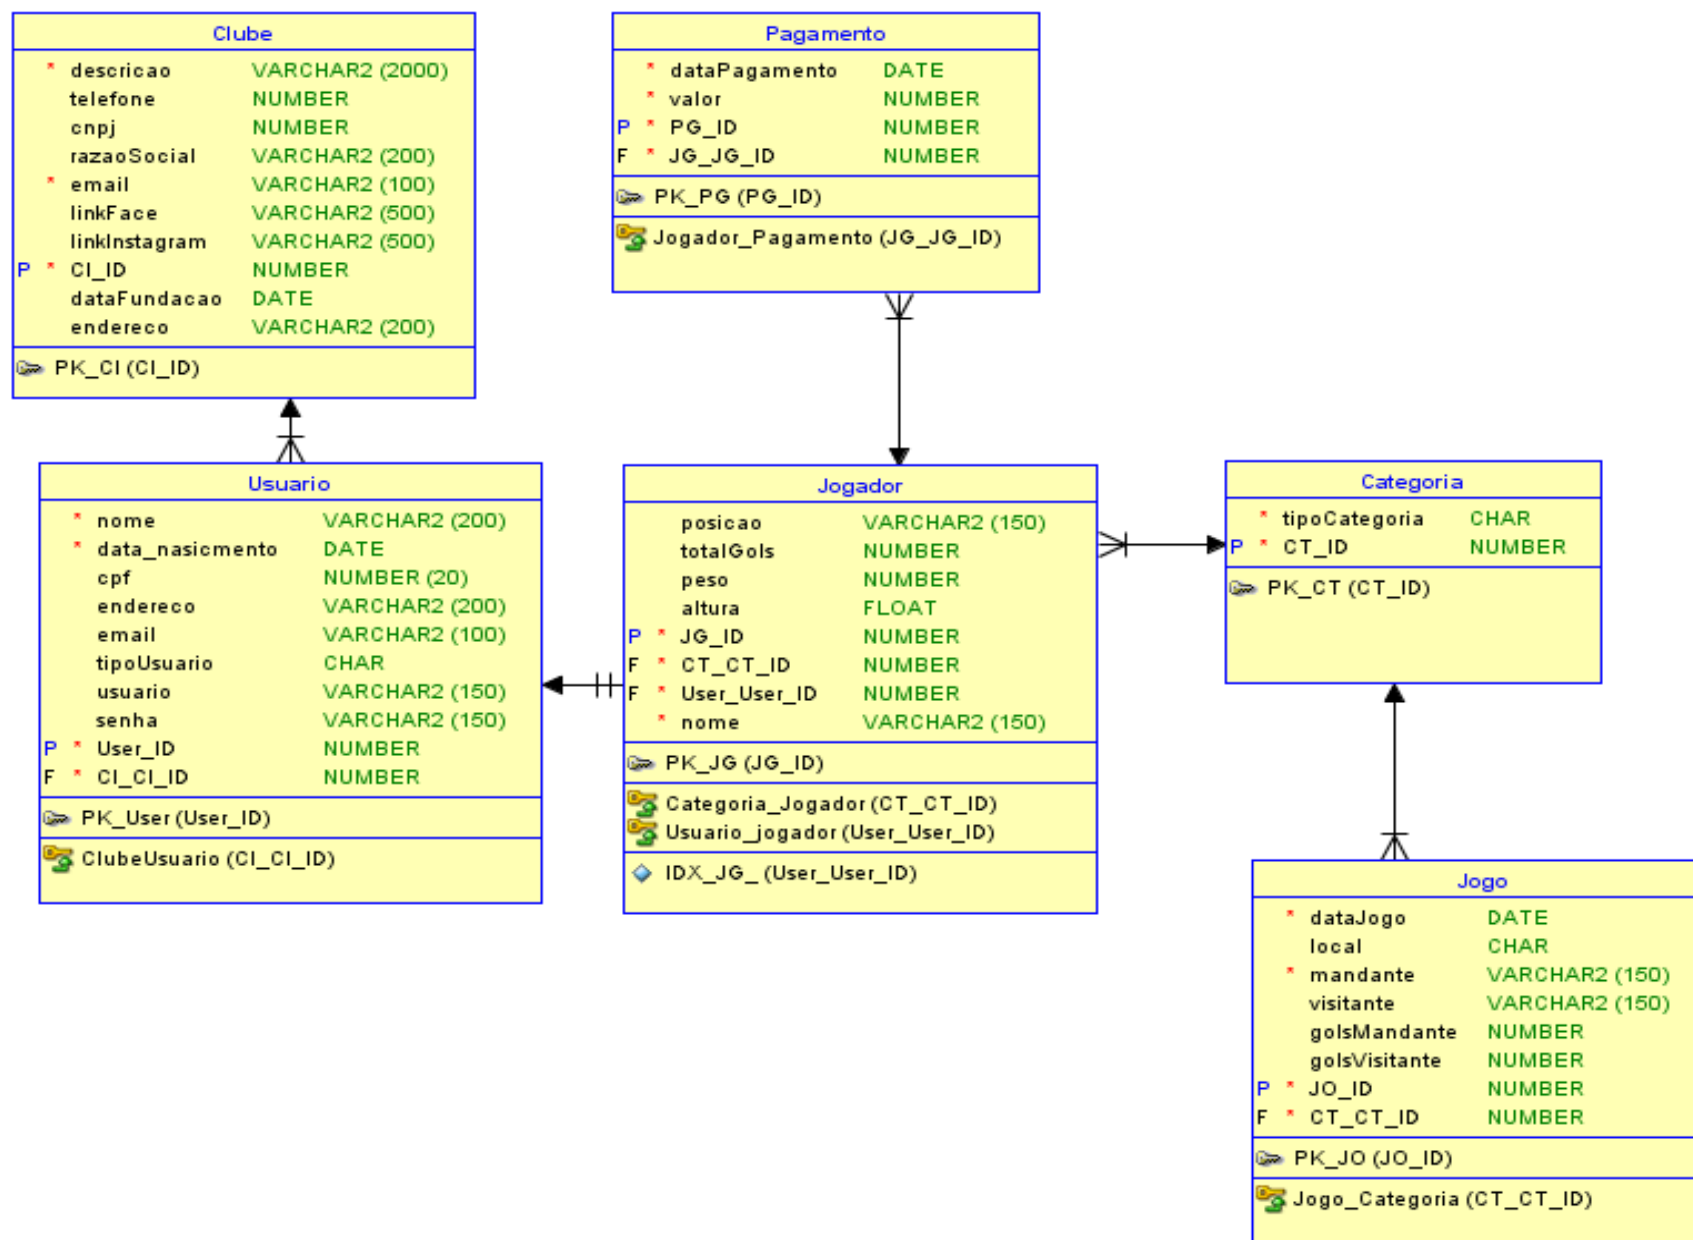 Clube
* descricao VARCHAR2 (2000)
telefone NUMBER
cnpj NUMBER
razaoSocial VARCHAR2 (200)
* email VARCHAR2 (100)
linkFace VARCHAR2 (500)
linkInstagram VARCHAR2 (500)
P * CI_ID NUMBER
dataFundacao DATE
endereco VARCHAR2 (200)
PK_CI (CI_ID)
Pagamento
* dataPagamento DATE
* valor NUMBER
P * PG_ID NUMBER
F * JG_JG_ID NUMBER
PK_PG (PG_ID)
Jogador_Pagamento (JG_JG_ID)
Usuario
* nome VARCHAR2 (200)
* data_nasicmento DATE
cpf NUMBER (20)
endereco VARCHAR2 (200)
email VARCHAR2 (100)
tipoUsuario CHAR
usuario VARCHAR2 (150)
senha VARCHAR2 (150)
P * User_ID NUMBER
F * CI_CI_ID NUMBER
PK_User (User_ID)
ClubeUsuario (CI_CI_ID)
Jogador
posicao VARCHAR2 (150)
totalGols NUMBER
peso NUMBER
altura FLOAT
P * JG_ID NUMBER
F * CT_CT_ID NUMBER
F * User_User_ID NUMBER
* nome VARCHAR2 (150)
PK_JG (JG_ID)
Categoria_Jogador (CT_CT_ID)
Usuario_jogador (User_User_ID)
IDX_JG_ (User_User_ID)
Categoria
* tipoCategoria CHAR
P * CT_ID NUMBER
PK_CT (CT_ID)
Jogo
* dataJogo DATE
local CHAR
* mandante VARCHAR2 (150)
visitante VARCHAR2 (150)
golsMandante NUMBER
golsVisitante NUMBER
P * JO_ID NUMBER
F * CT_CT_ID NUMBER
PK_JO (JO_ID)
Jogo_Categoria (CT_CT_ID)